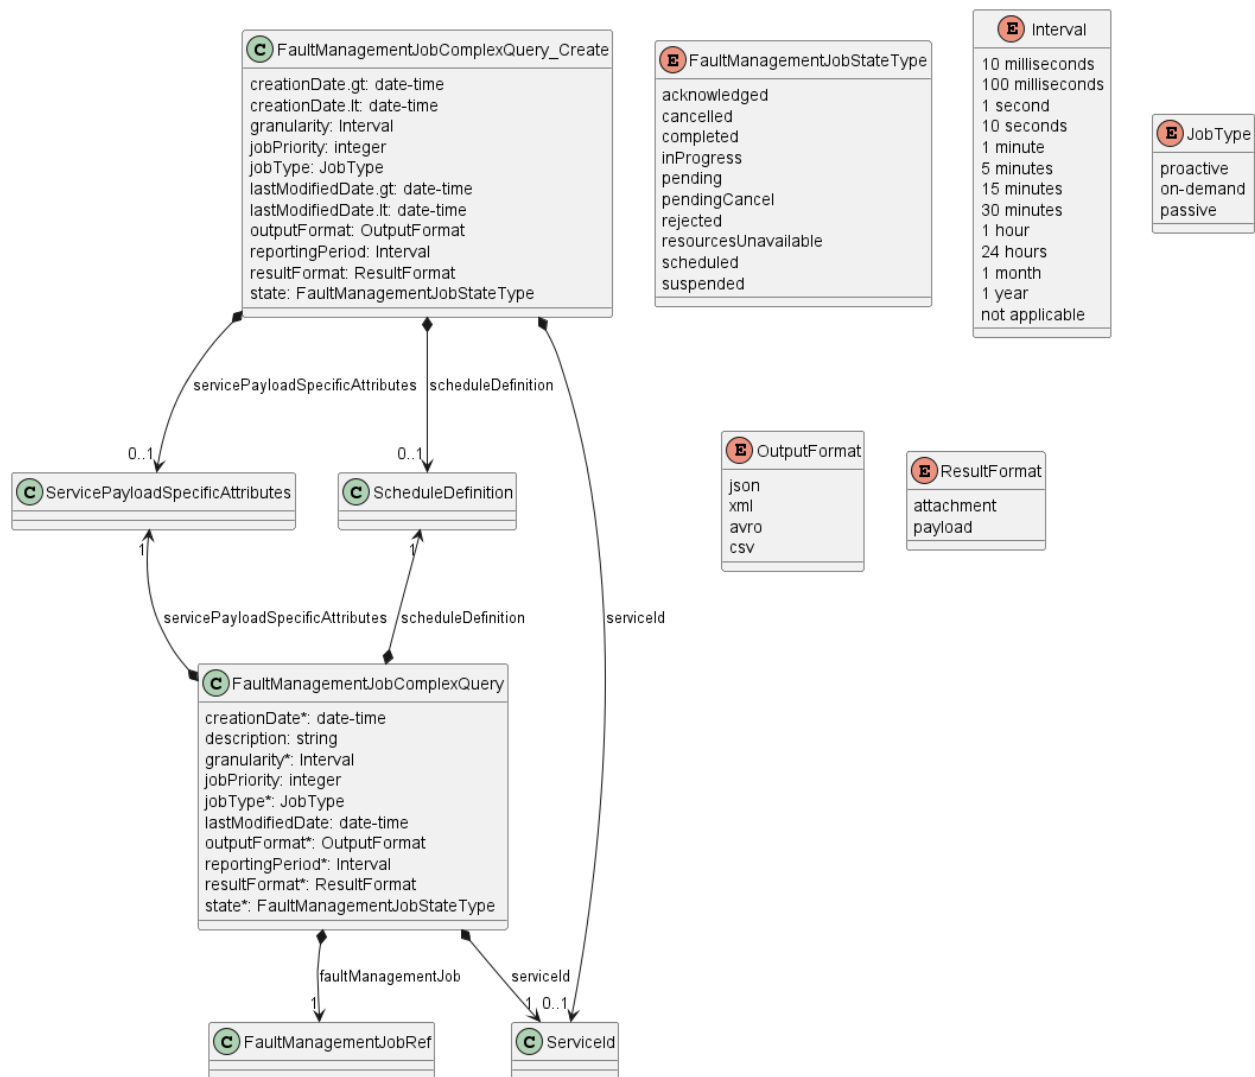 C FaultManagementJobComplexQuery_Create
creationDate.gt: date-time
creationDate.lt: date-time
granularity: Interval
jobPriority: integer
jobType: JobType
lastModifiedDate.gt: date-time
lastModifiedDate.lt: date-time
outputFormat: OutputFormat
reportingPeriod: Interval
resultFormat: ResultFormat
state: FaultManagementJobStateType
E FaultManagementJobStateType
acknowledged
cancelled
completed
inProgress
pending
pendingCancel
rejected
resourcesUnavailable
scheduled
suspended
E Interval
10 milliseconds
100 milliseconds
1 second
10 seconds
1 minute
5 minutes
15 minutes
30 minutes
1 hour
24 hours
1 month
1 year
not applicable
E JobType
proactive
on-demand
passive
servicePayloadSpecificAttributes
scheduleDefinition
0..1
0..1
C ServicePayloadSpecificAttributes
C ScheduleDefinition
E OutputFormat
json
xml
avro
csv
E ResultFormat
attachment
payload
1
1
servicePayloadSpecificAttributes
scheduleDefinition
serviceId
C FaultManagementJobComplexQuery
creationDate*: date-time
description: string
granularity*: Interval
jobPriority: integer
jobType*: JobType
lastModifiedDate: date-time
outputFormat*: OutputFormat
reportingPeriod*: Interval
resultFormat*: ResultFormat
state*: FaultManagementJobStateType
faultManagementJob
serviceId
1
1
0..1
C FaultManagementJobRef
C ServiceId